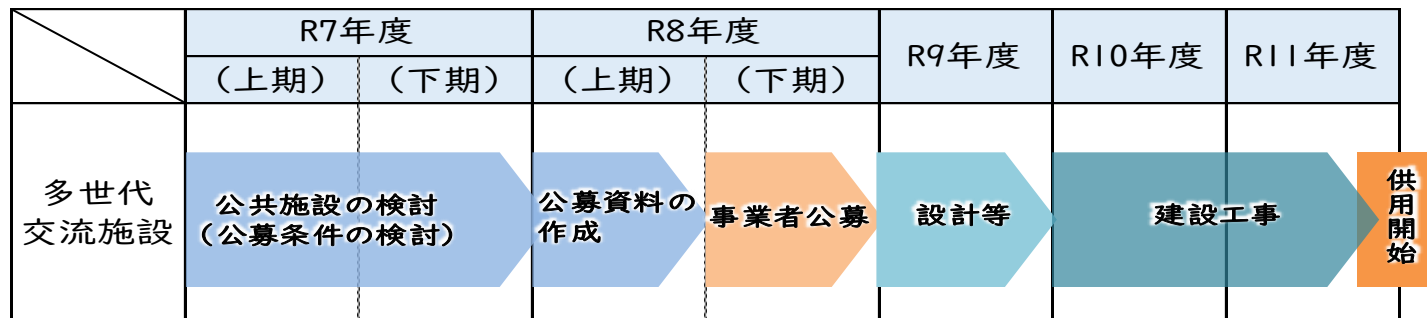 R7年度
R8年度
R9年度
R10年度
R11年度
(上期)
(下期)
(上期)
(下期)
多世代
交流施設
公共施設の検討
(公募条件の検討)
公募資料の
作成
事業者公募
設計等
建設工事
供用開始